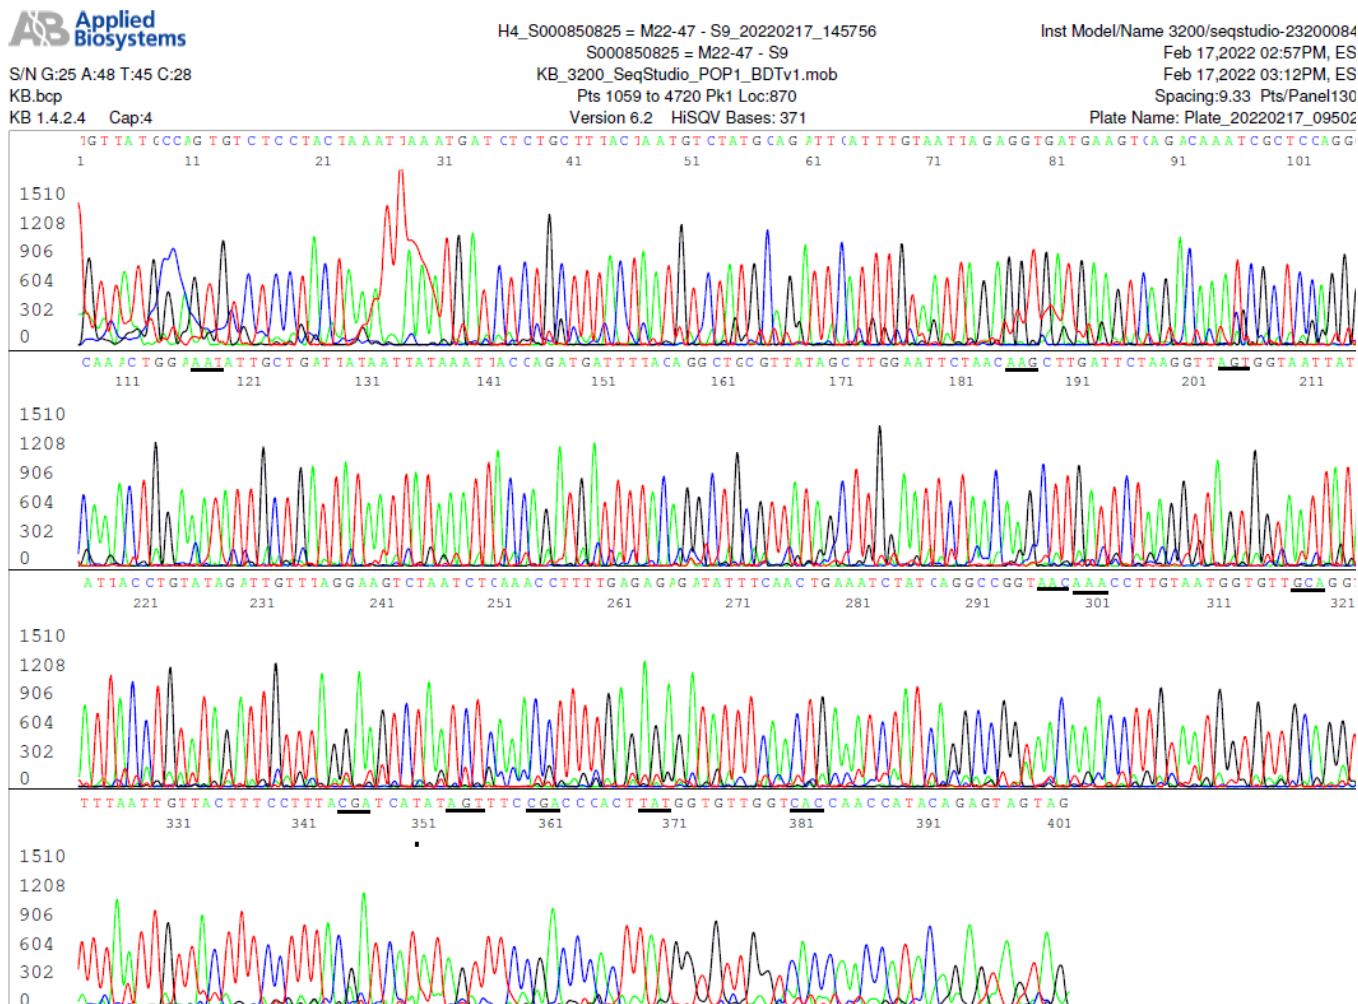 AB Applied
Biosystems
H4_S000850825 = M22-47 - S9_20220217_145756
Inst Model/Name 3200/seqstudio-23200084
S000850825 = M22-47 - S9
Feb 17,2022 02:57PM, ES
S/N G:25 A:48 T:45 C:28
KB_3200_SeqStudio_POP1_BDTv1.mob
Feb 17,2022 03:12PM, ES
KB.bcp
Pts 1059 to 4720 Pk1 Loc:870
Spacing:9.33 Pts/Panel130
KB 1.4.2.4 Cap:4
Version 6.2 HiSQV Bases: 371
Plate Name: Plate_20220217_09502
TGTTATGCCAGTGTCTCCTACTAAATTAAATGATCTCTGCTTTACTAATGTCTATGCAGATTCATTTGTAATTAGAGGTGATGAAGTCAGACAAATCGCTCCAGGG
1 11 21 31 41 51 61 71 81 91 101
1510
1208
906
604
302
0
CAAACTGGAAATATTGCTGATTATAATTATAAATTACCAGATGATTTTACAGGCTGCGTTATAGCTTGGAATTCTAACAAGCTTGATTCTAAGGTTAGTGGTAATTAT
111 121 131 141 151 161 171 181 191 201 211
1510
1208
906
604
302
0
ATTACCTGTATAGATTGTTTAGGAAGTCTAATCTCAAACCTTTTGAGAGAGATATTTCAACTGAAATCTATCAGGCCGGTAACAAACCTTGTAATGGTGTTGCAGGT
221 231 241 251 261 271 281 291 301 311 321
1510
1208
906
604
302
0
TTTAATTGTTACTTTCCTTTACGATCATATAGTTTCCGACCCACTTATGGTGTTGGTCACCAACCATACAGAGTAGTAG
331 341 351 361 371 381 391 401
1510
1208
906
604
302
0